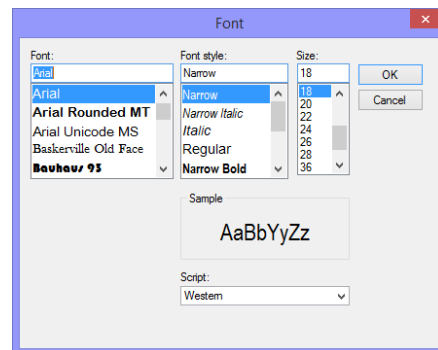 Font
Font:
Font style:
Size:
Arial
Narrow
18
OK
Arial
Arial Rounded MT
Arial Unicode MS
Baskerville Old Face
Bauhaus 93
Narrow
Narrow Italic
Italic
Regular
Narrow Bold
18
20
22
24
26
28
36
Cancel
Sample
AaBbYyZz
Script:
Western